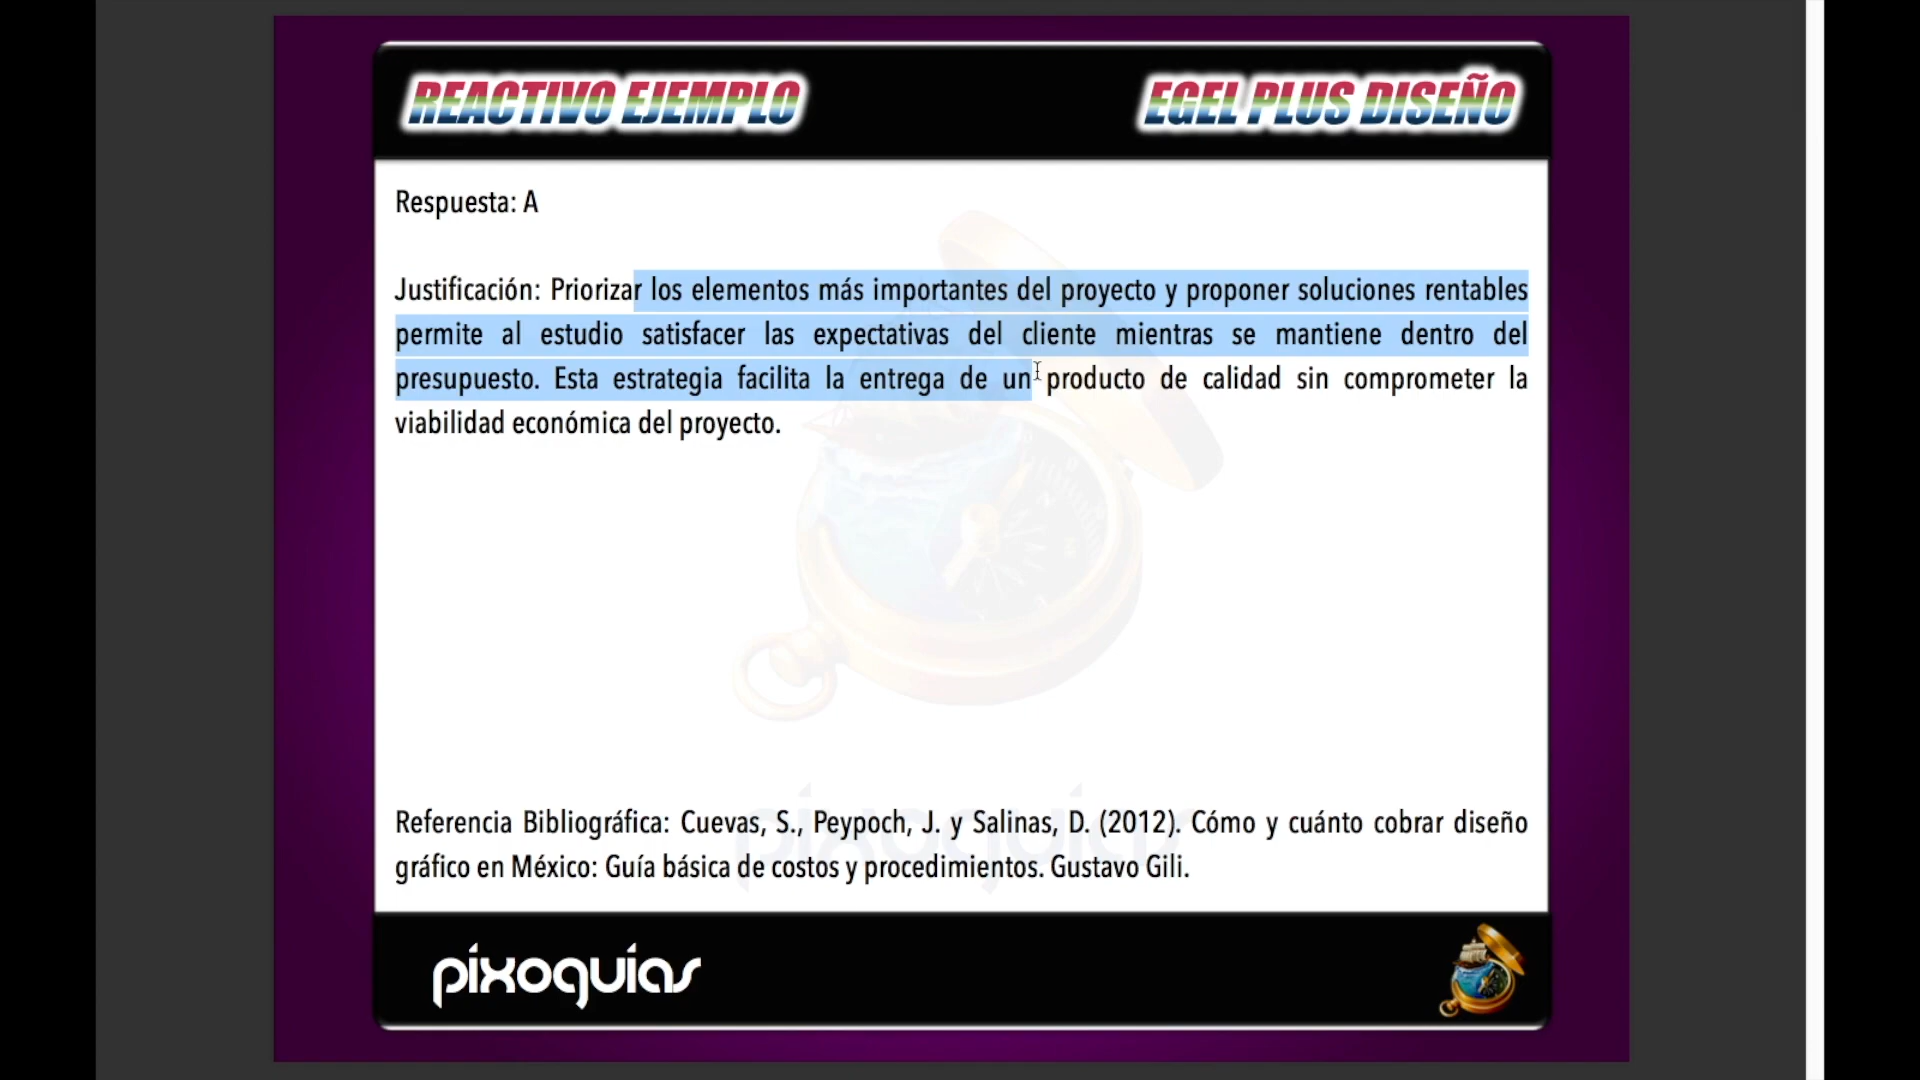 REACTIVO EJEMPLO
EGEL PLUS DISEÑO
Respuesta: A
Justificación: Priorizar los elementos más importantes del proyecto y proponer soluciones rentables
permite al estudio satisfacer las expectativas del cliente mientras se mantiene dentro del
presupuesto. Esta estrategia facilita la entrega de un producto de calidad sin comprometer la
viabilidad económica del proyecto.
Referencia Bibliográfica: Cuevas, S., Peypoch, J. y Salinas, D. (2012). Cómo y cuánto cobrar diseño
gráfico en México: Guía básica de costos y procedimientos. Gustavo Gili.
pixoguias
pixoguias